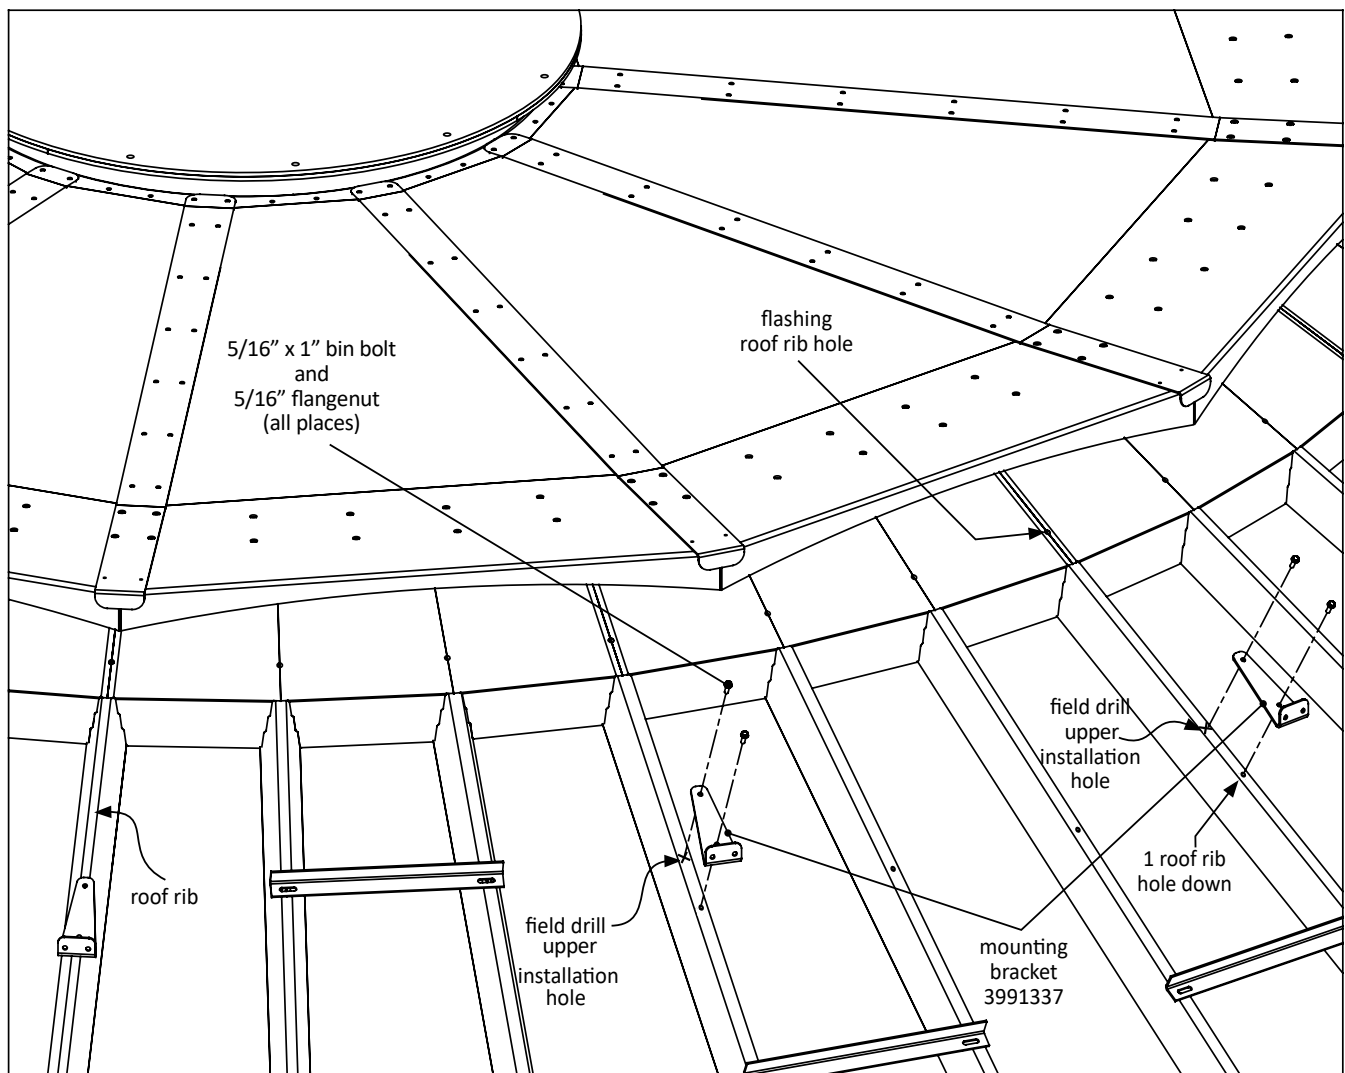 5/16” x 1” bin bolt
and
5/16” flangenut
(all places)
flashing
roof rib hole
field drill
upper
installation
hole
1 roof rib
hole down
roof rib
field drill
upper
installation
hole
mounting
bracket
3991337